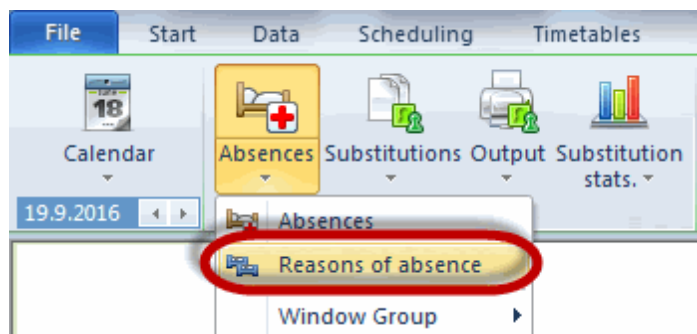 File Start Data Scheduling Timetables
18
Calendar Absences Substitutions Output Substitution
stats.
19.9.2016
Absences
Reasons of absence
Window Group